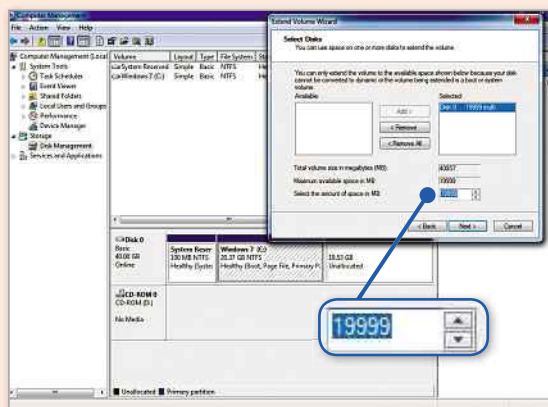 Computer Management
File Action View Help
Computer Management (Local
System Tools
Task Scheduler
Event Viewer
Shared Folders
Local Users and Groups
Performance
Device Manager
Storage
Disk Management
Services and Applications
Volume Layout Type File System
System Reserved Simple Basic NTFS
Windows 7 (C:) Simple Basic NTFS
Extend Volume Wizard
Select Disks
You can use space on one or more disks to extend the volume.
You can only extend the volume to the available space shown below because your disk
cannot be converted to dynamic or the volume being extended is a boot or system
volume.
Available
Selected
Add >
Disk 0 19999 MB
< Remove
< Remove All
Total volume size in megabytes (MB): 40857
Maximum available space in MB: 19999
Select the amount of space in MB: 19999
< Back Next > Cancel
Disk 0
Basic
40.00 GB
Online
System Reser
100 MB NTFS
Healthy (Syster
Windows 7 (C:)
20.37 GB NTFS
Healthy (Boot, Page File, Primary P
19.53 GB
Unallocated
CD-ROM 0
CD-ROM (D:)
No Media
19999
Unallocated Primary partition